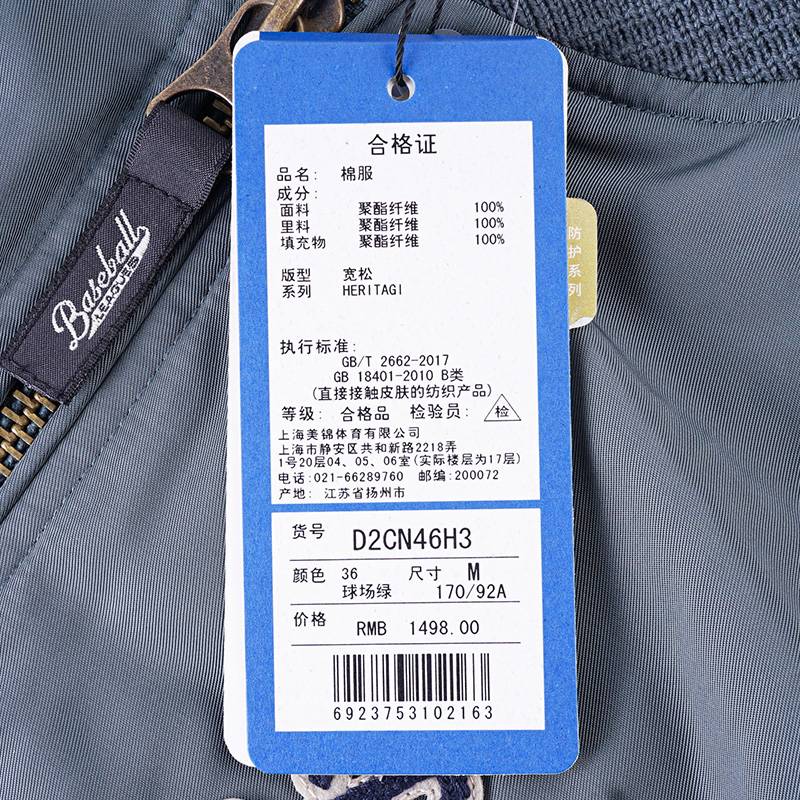 合格证
品名: 棉服
成分:
面料 聚酯纤维 100%
里料 聚酯纤维 100%
填充物 聚酯纤维 100%
版型 宽松
系列 HERITAGI
执行标准:
GB/T 2662-2017
GB 18401-2010 B类
(直接接触皮肤的纺织产品)
等级: 合格品 检验员: 检
上海美锦体育有限公司
上海市静安区共和新路2218弄
1号20层04、05、06室(实际楼层为17层)
电话:021-66289760 邮编:200072
产地: 江苏省扬州市
货号 D2CN46H3
颜色 36 尺寸 M
球场绿 170/92A
价格 RMB 1498.00
6923753102163
Baseball
LEAGUES
防护系列